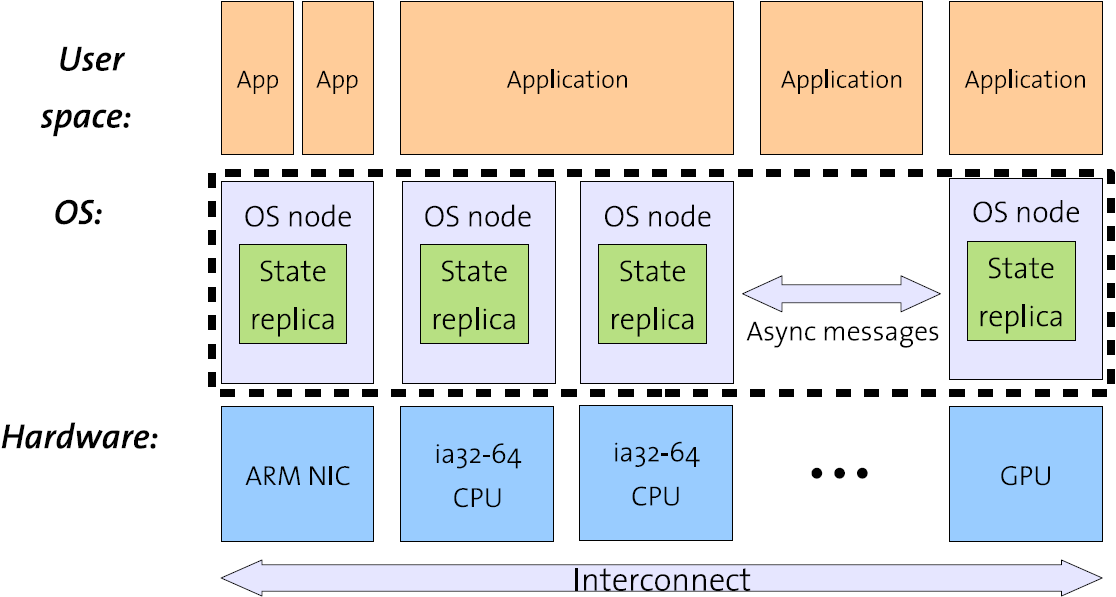 User
space:
App
App
Application
Application
Application
OS:
OS node
State
replica
OS node
State
replica
OS node
State
replica
Async messages
OS node
State
replica
Hardware:
ARM NIC
ia32-64
CPU
ia32-64
CPU
•••
GPU
Interconnect